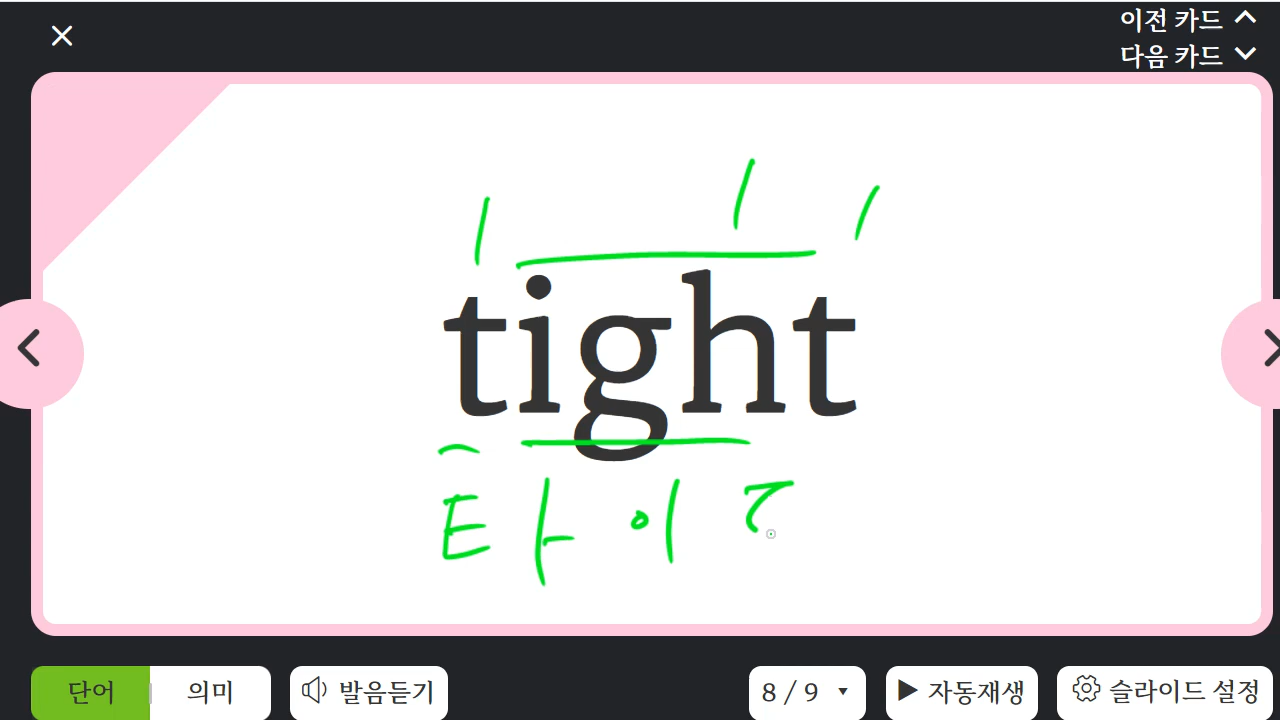 이전 카드
다음 카드
tight
타이
단어 의미 발음듣기 8 / 9 자동재생 슬라이드 설정